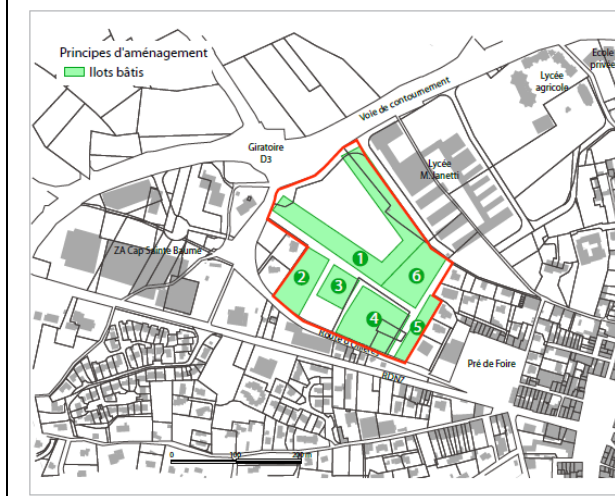 Principes d'aménagement
Ilots bâtis
Ecole
privée
Lycée
agricole
Voie de contournement
Giratoire
D3
Lycée
M. Janetti
ZA Cap Sainte Baume
1
2
3
6
4
5
Route d'Ollières
Pré de Foire
RDN7
0
100
200 m